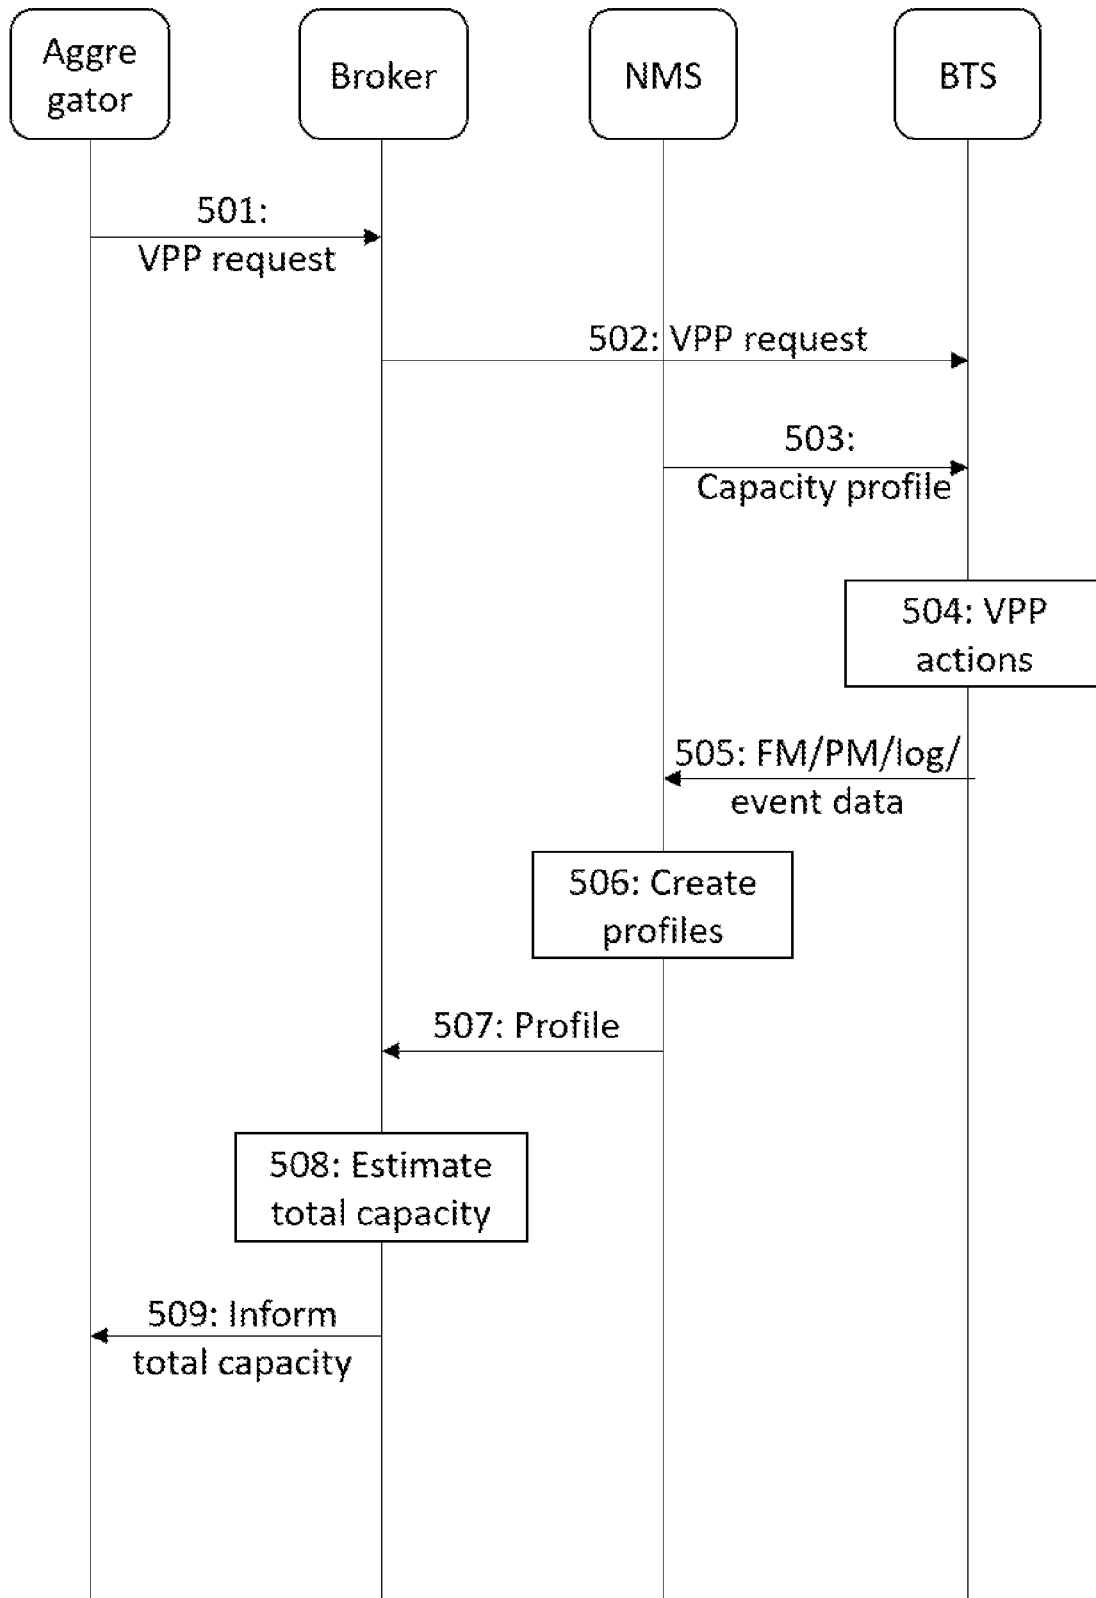 Aggre
gator
Broker
NMS
BTS
501:
VPP request
502: VPP request
503:
Capacity profile
504: VPP
actions
505: FM/PM/log/
event data
506: Create
profiles
507: Profile
508: Estimate
total capacity
509: Inform
total capacity